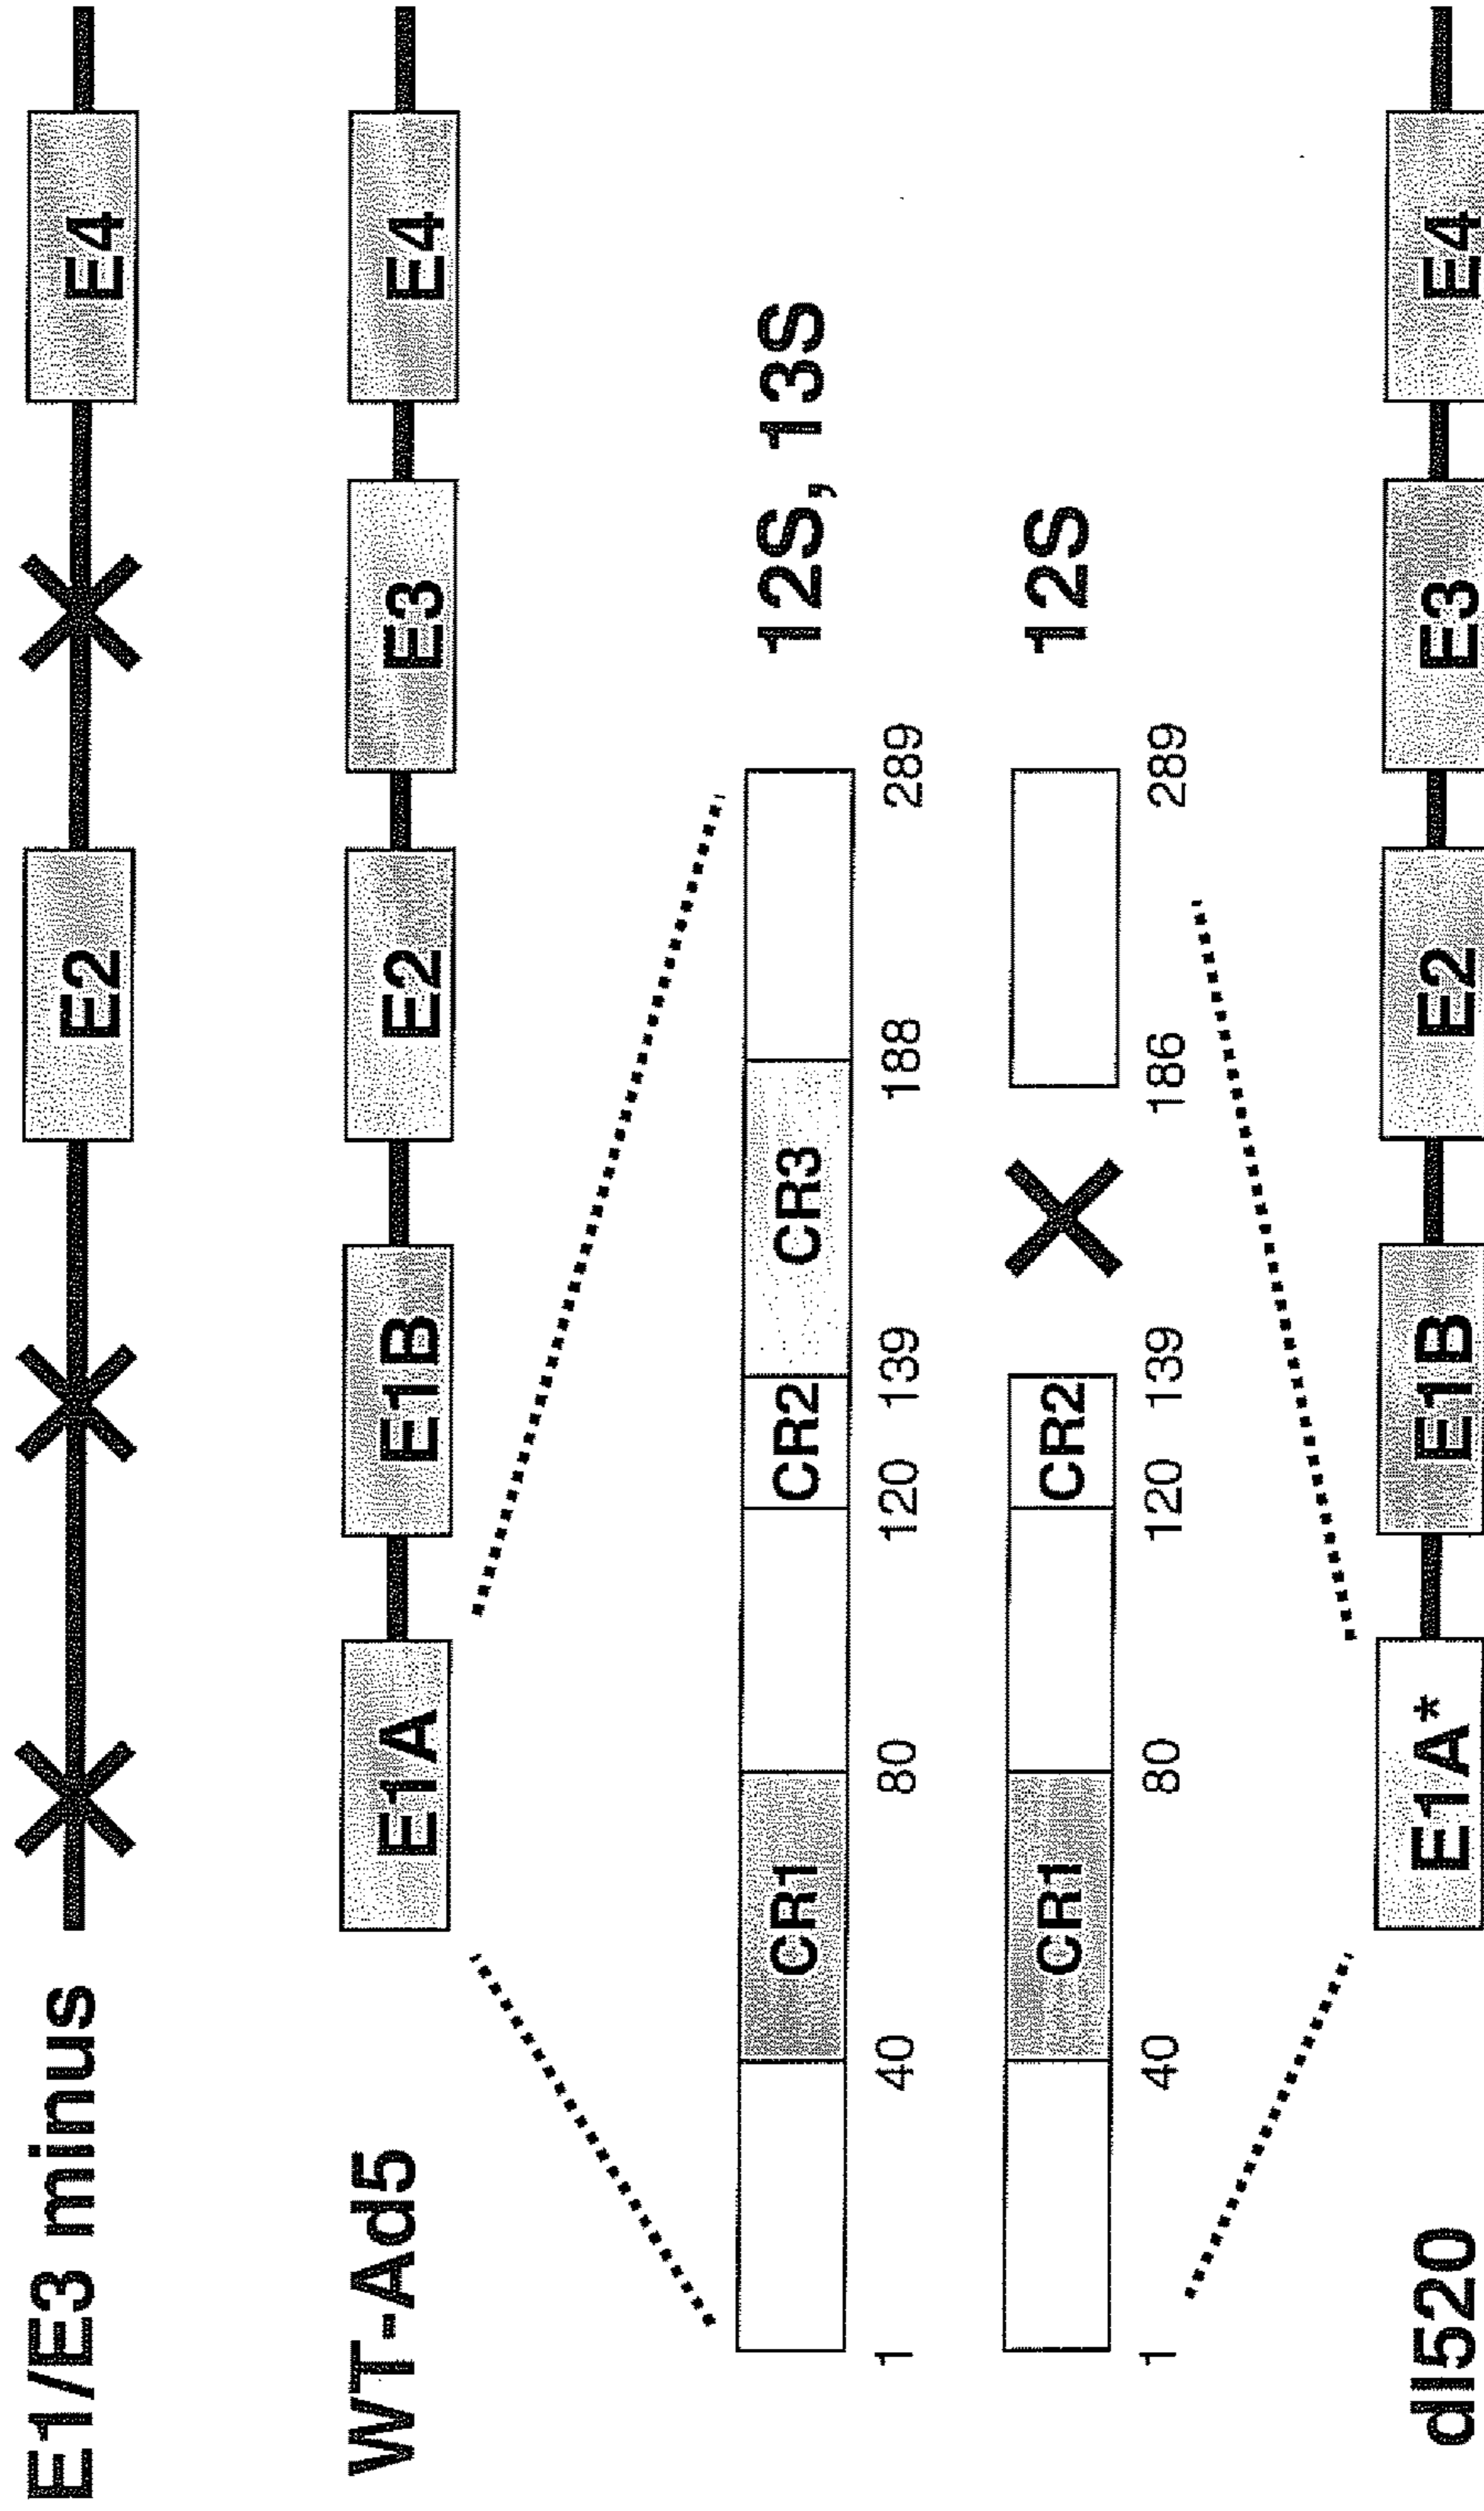 E1/E3 minus E2 E4
WT-Ad5 E1A E1B E2 E3 E4
CR1 CR2 CR3 12S, 13S
1 40 80 120 139 188 289
CR1 CR2 12S
1 40 80 120 139 186 289
dl520 E1A* E1B E2 E3 E4